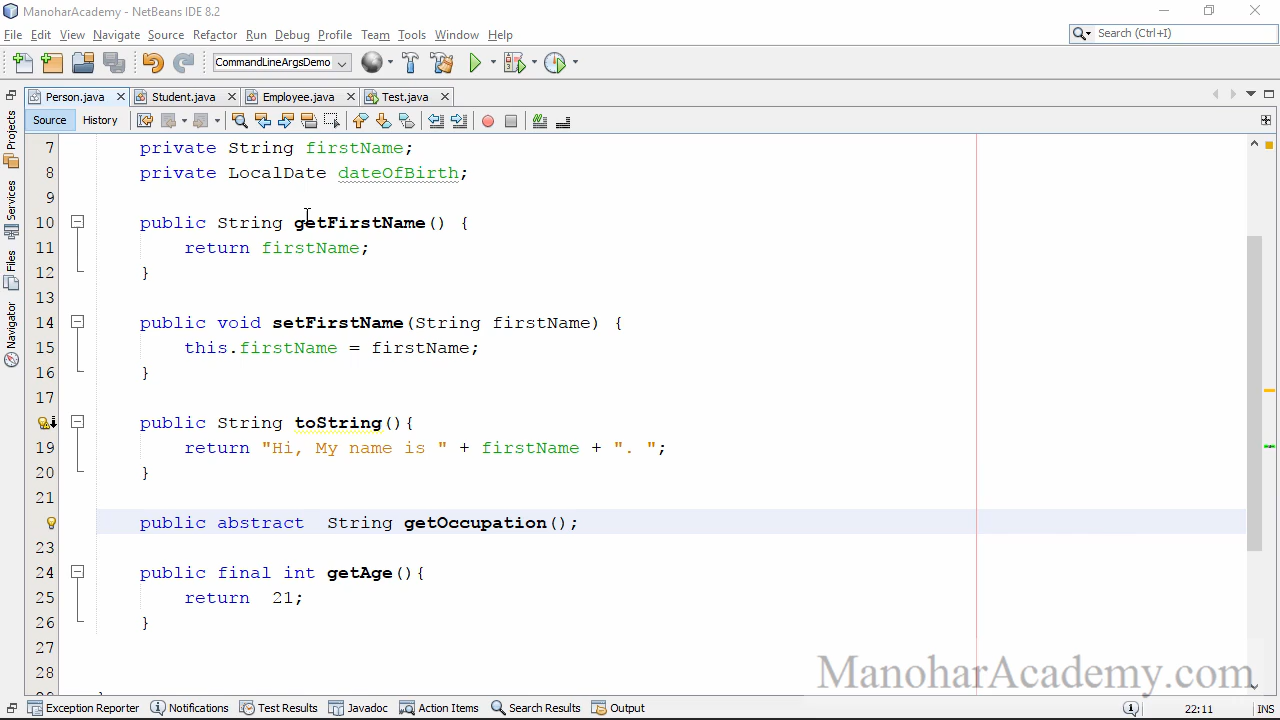 ManoharAcademy - NetBeans IDE 8.2
File Edit View Navigate Source Refactor Run Debug Profile Team Tools Window Help
Search (Ctrl+I)
CommandLineArgsDemo
Person.java Student.java Employee.java Test.java
Source History
Projects
Services
Files
Navigator
7 private String firstName;
8 private LocalDate dateOfBirth;
9
10 public String getFirstName() {
11 return firstName;
12 }
13
14 public void setFirstName(String firstName) {
15 this.firstName = firstName;
16 }
17
public String toString(){
19 return "Hi, My name is " + firstName + ". ";
20 }
21
public abstract  String getOccupation();
23
24 public final int getAge(){
25 return  21;
26 }
27
28
}
ManoharAcademy.com
Exception Reporter Notifications Test Results Javadoc Action Items Search Results Output
22:11 INS